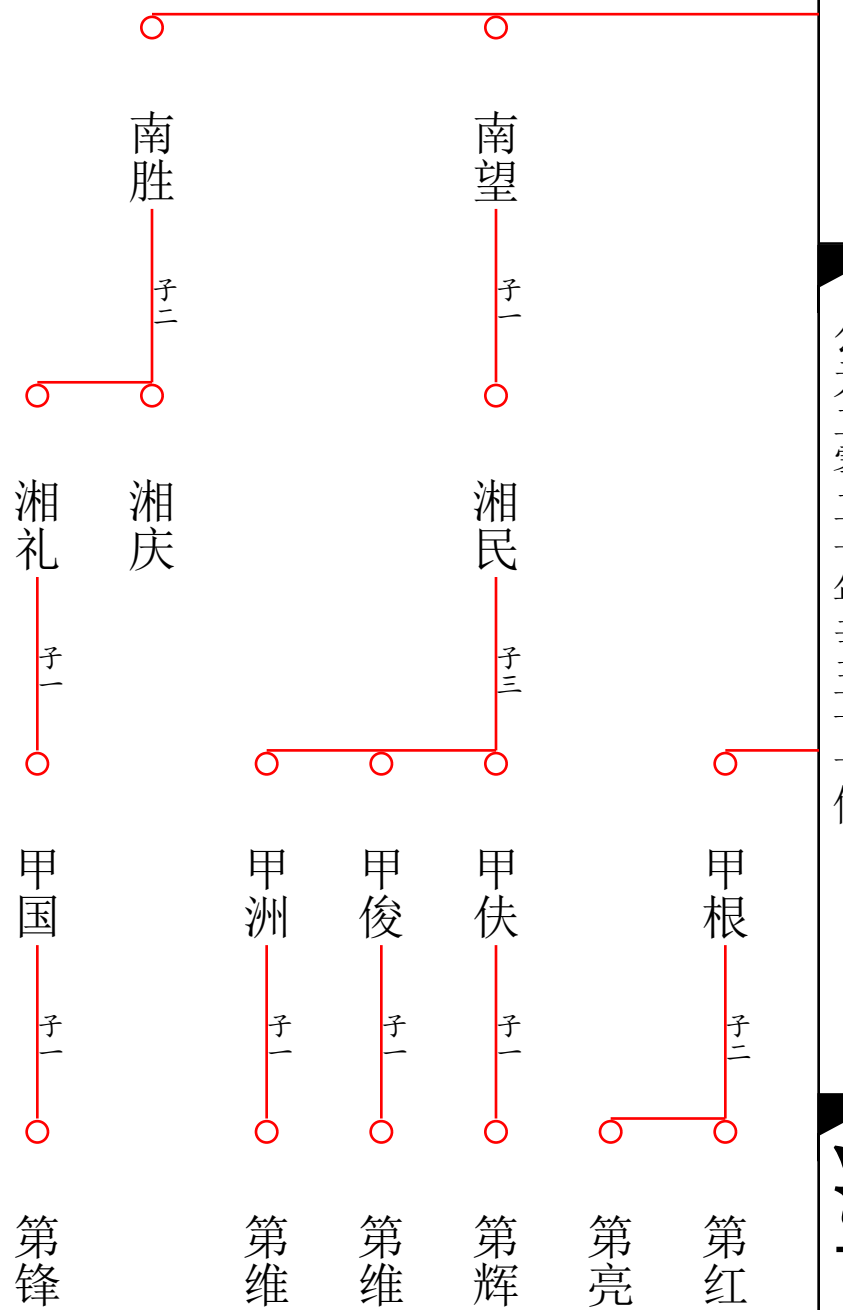 南望
南胜
子一
子二
湘民
湘庆
湘礼
子三
子一
甲根
甲伕
甲俊
甲洲
甲国
子二
子一
子一
子一
子一
第红
第亮
第辉
第维
第维
第锋